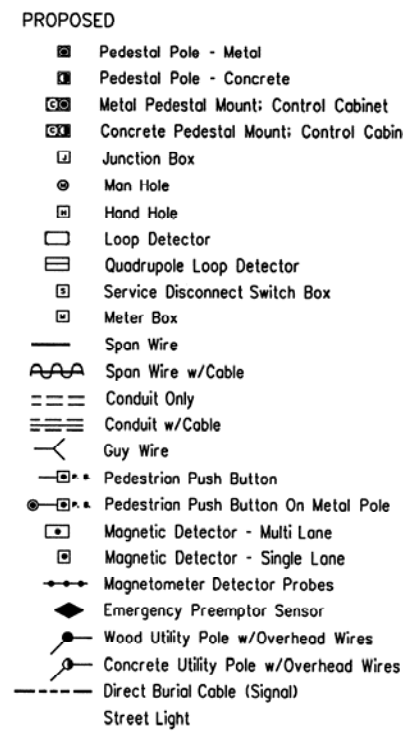 PROPOSED
Pedestal Pole - Metal
Pedestal Pole - Concrete
C Metal Pedestal Mount; Control Cabinet
C Concrete Pedestal Mount; Control Cabin
J Junction Box
M Man Hole
H Hand Hole
Loop Detector
Quadrupole Loop Detector
S Service Disconnect Switch Box
M Meter Box
Span Wire
Span Wire w/Cable
Conduit Only
Conduit w/Cable
Guy Wire
P. B. Pedestrian Push Button
P. B. Pedestrian Push Button On Metal Pole
Magnetic Detector - Multi Lane
Magnetic Detector - Single Lane
Magnetometer Detector Probes
Emergency Preemptor Sensor
Wood Utility Pole w/Overhead Wires
Concrete Utility Pole w/Overhead Wires
Direct Burial Cable (Signal)
Street Light